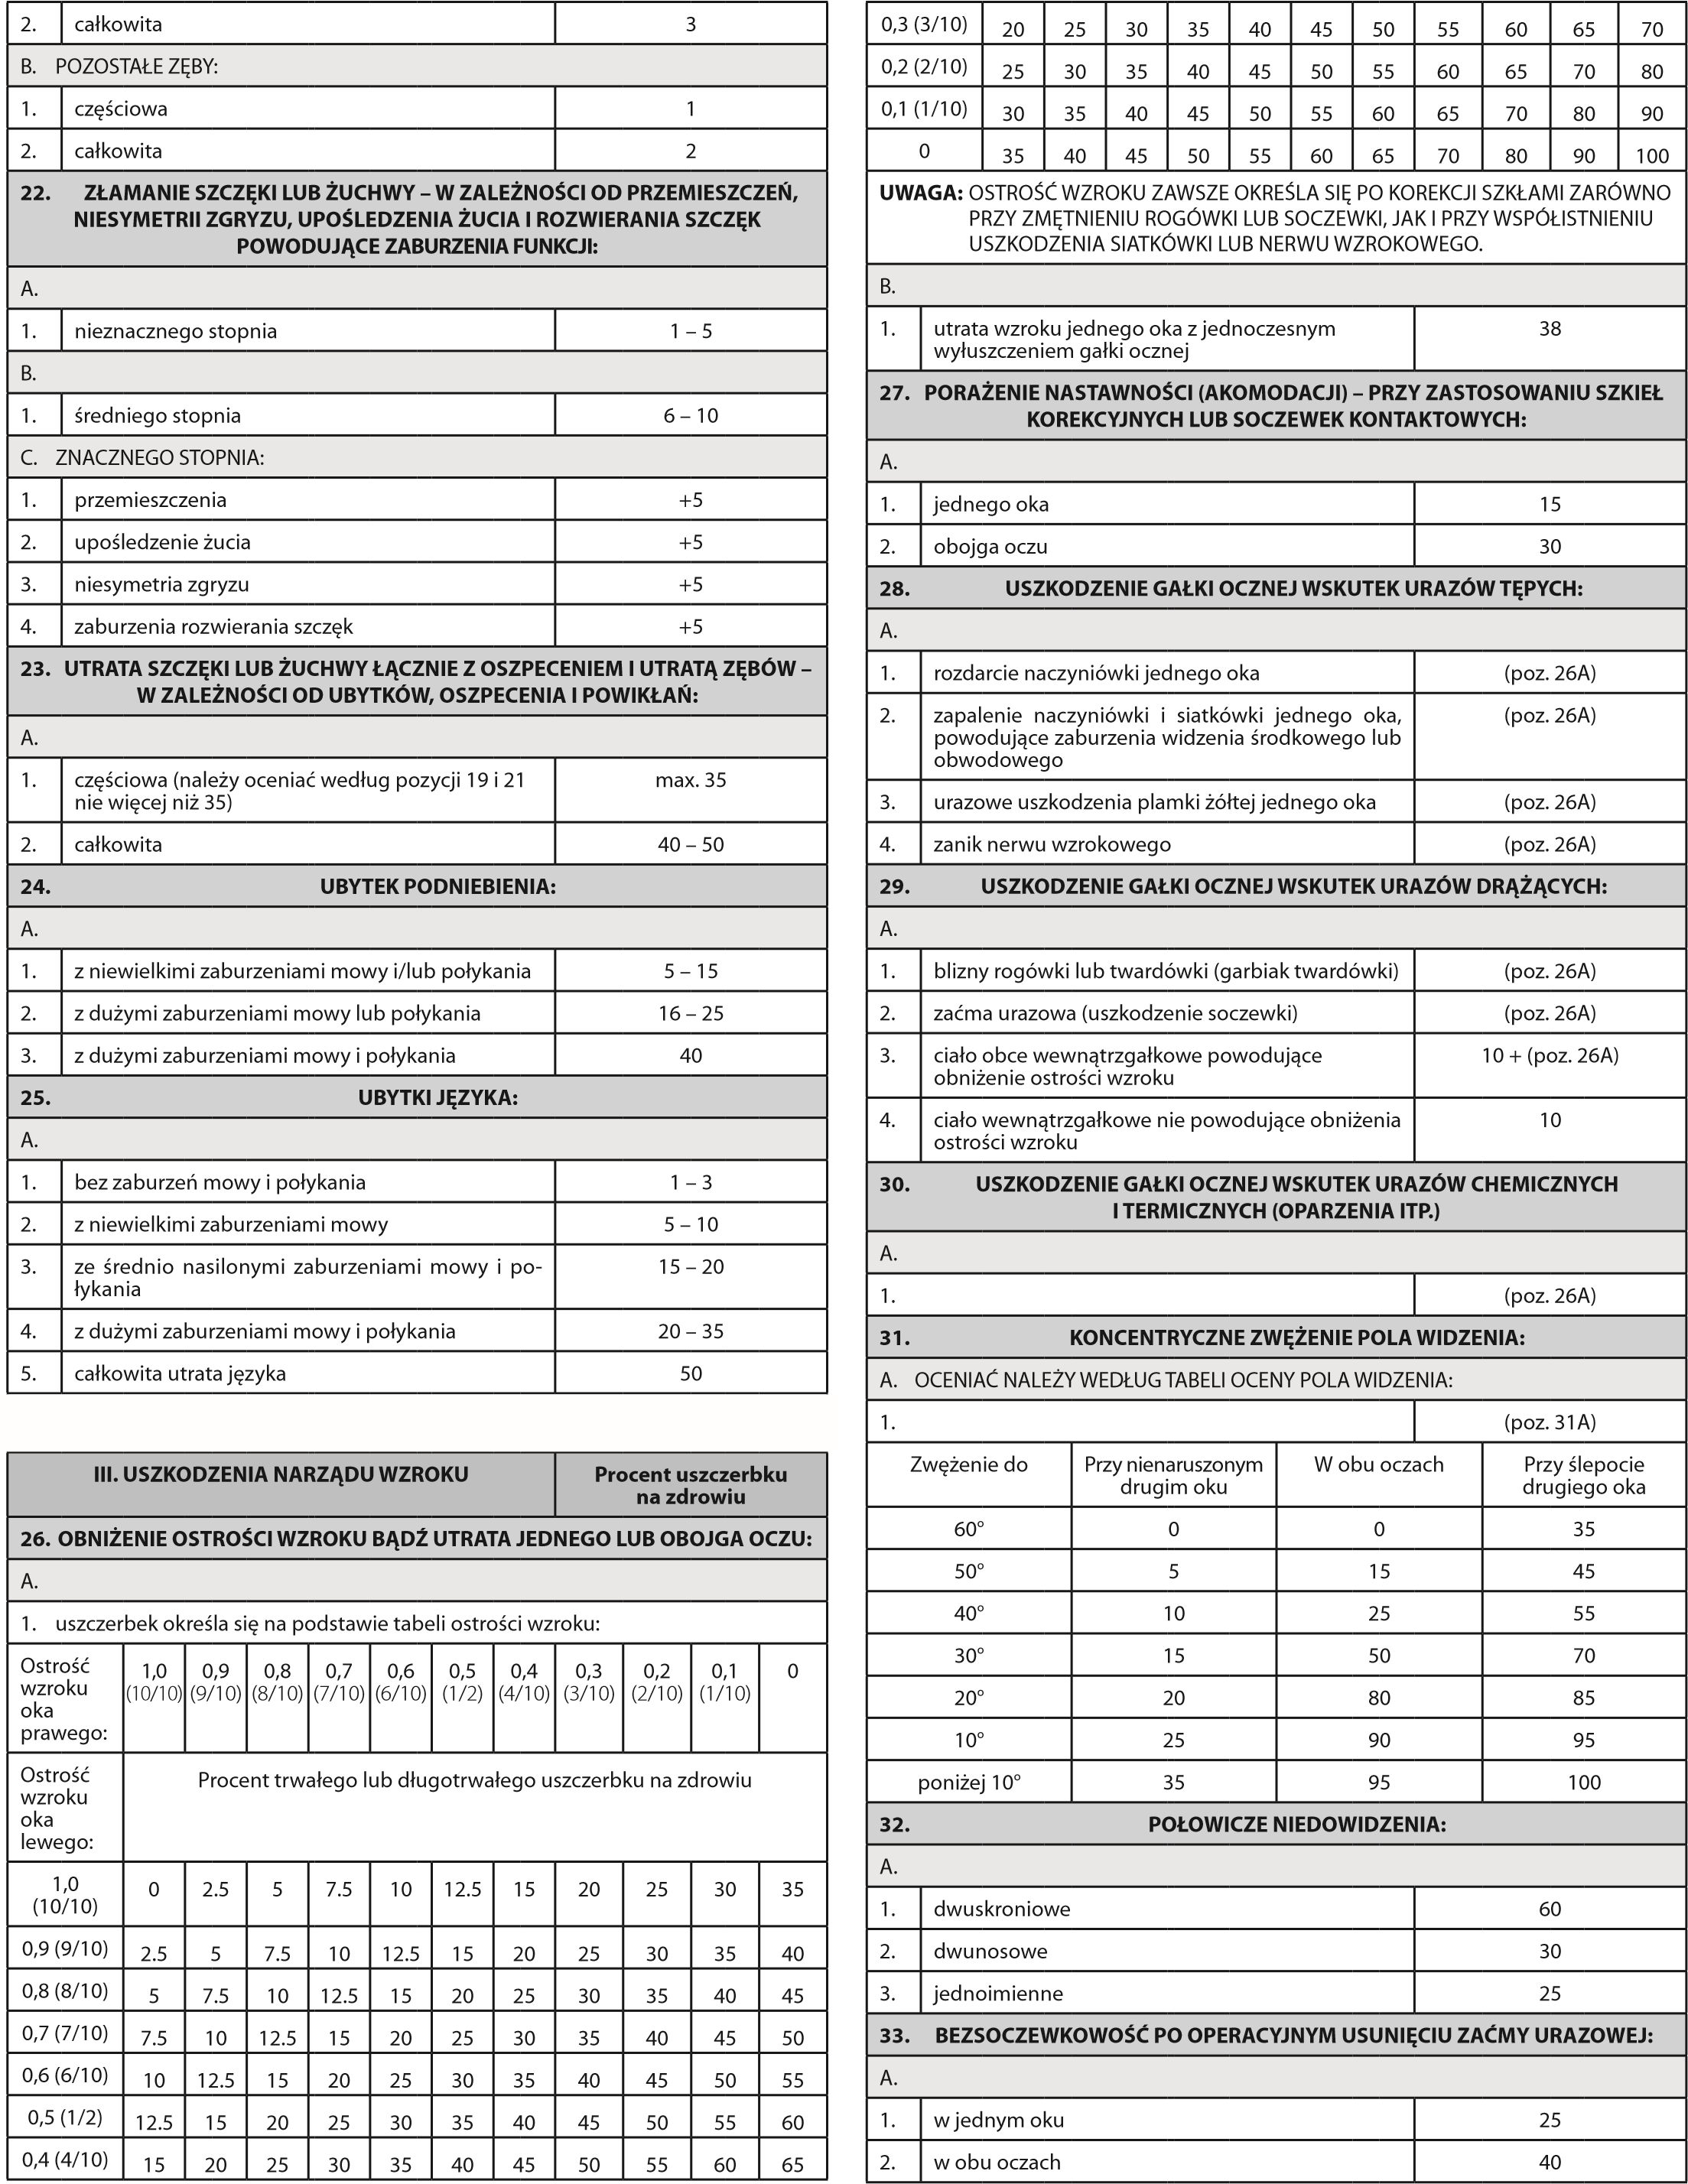 2. całkowita 3
B. POZOSTAŁE ZĘBY:
1. częściowa 1
2. całkowita 2
22. ZŁAMANIE SZCZĘKI LUB ŻUCHWY – W ZALEŻNOŚCI OD PRZEMIESZCZEŃ,
NIESYMETRII ZGRYZU, UPOŚLEDZENIA ŻUCIA I ROZWIERANIA SZCZĘK
POWODUJĄCE ZABURZENIA FUNKCJI:
A.
1. nieznacznego stopnia 1 – 5
B.
1. średniego stopnia 6 – 10
C. ZNACZNEGO STOPNIA:
1. przemieszczenia +5
2. upośledzenie żucia +5
3. niesymetria zgryzu +5
4. zaburzenia rozwierania szczęk +5
23. UTRATA SZCZĘKI LUB ŻUCHWY ŁĄCZNIE Z OSZPECENIEM I UTRATĄ ZĘBÓW –
W ZALEŻNOŚCI OD UBYTKÓW, OSZPECENIA I POWIKŁAŃ:
A.
1. częściowa (należy oceniać według pozycji 19 i 21 max. 35
nie więcej niż 35)
2. całkowita 40 – 50
24. UBYTEK PODNIEBIENIA:
A.
1. z niewielkimi zaburzeniami mowy i/lub połykania 5 – 15
2. z dużymi zaburzeniami mowy lub połykania 16 – 25
3. z dużymi zaburzeniami mowy i połykania 40
25. UBYTKI JĘZYKA:
A.
1. bez zaburzeń mowy i połykania 1 – 3
2. z niewielkimi zaburzeniami mowy 5 – 10
3. ze średnio nasilonymi zaburzeniami mowy i po- 15 – 20
łykania
4. z dużymi zaburzeniami mowy i połykania 20 – 35
5. całkowita utrata języka 50
III. USZKODZENIA NARZĄDU WZROKU Procent uszczerbku
na zdrowiu
26. OBNIŻENIE OSTROŚCI WZROKU BĄDŹ UTRATA JEDNEGO LUB OBOJGA OCZU:
A.
1. uszczerbek określa się na podstawie tabeli ostrości wzroku:
Ostrość 1,0 0,9 0,8 0,7 0,6 0,5 0,4 0,3 0,2 0,1 0
wzroku (10/10) (9/10) (8/10) (7/10) (6/10) (1/2) (4/10) (3/10) (2/10) (1/10)
oka
prawego:
Ostrość Procent trwałego lub długotrwałego uszczerbku na zdrowiu
wzroku
oka
lewego:
1,0 0 2.5 5 7.5 10 12.5 15 20 25 30 35
(10/10)
0,9 (9/10) 2.5 5 7.5 10 12.5 15 20 25 30 35 40
0,8 (8/10) 5 7.5 10 12.5 15 20 25 30 35 40 45
0,7 (7/10) 7.5 10 12.5 15 20 25 30 35 40 45 50
0,6 (6/10) 10 12.5 15 20 25 30 35 40 45 50 55
0,5 (1/2) 12.5 15 20 25 30 35 40 45 50 55 60
0,4 (4/10) 15 20 25 30 35 40 45 50 55 60 65
0,3 (3/10) 20 25 30 35 40 45 50 55 60 65 70
0,2 (2/10) 25 30 35 40 45 50 55 60 65 70 80
0,1 (1/10) 30 35 40 45 50 55 60 65 70 80 90
0 35 40 45 50 55 60 65 70 80 90 100
UWAGA: OSTROŚĆ WZROKU ZAWSZE OKREŚLA SIĘ PO KOREKCJI SZKŁAMI ZARÓWNO
PRZY ZMĘTNIENIU ROGÓWKI LUB SOCZEWKI, JAK I PRZY WSPÓŁISTNIENIU
USZKODZENIA SIATKÓWKI LUB NERWU WZROKOWEGO.
B.
1. utrata wzroku jednego oka z jednoczesnym 38
wyłuszczeniem gałki ocznej
27. PORAŻENIE NASTAWNOŚCI (AKOMODACJI) – PRZY ZASTOSOWANIU SZKIEŁ
KOREKCYJNYCH LUB SOCZEWEK KONTAKTOWYCH:
A.
1. jednego oka 15
2. obojga oczu 30
28. USZKODZENIE GAŁKI OCZNEJ WSKUTEK URAZÓW TĘPYCH:
A.
1. rozdarcie naczyniówki jednego oka (poz. 26A)
2. zapalenie naczyniówki i siatkówki jednego oka, (poz. 26A)
powodujące zaburzenia widzenia środkowego lub
obwodowego
3. urazowe uszkodzenia plamki żółtej jednego oka (poz. 26A)
4. zanik nerwu wzrokowego (poz. 26A)
29. USZKODZENIE GAŁKI OCZNEJ WSKUTEK URAZÓW DRĄŻĄCYCH:
A.
1. blizny rogówki lub twardówki (garbiak twardówki) (poz. 26A)
2. zaćma urazowa (uszkodzenie soczewki) (poz. 26A)
3. ciało obce wewnątrzgałkowe powodujące 10 + (poz. 26A)
obniżenie ostrości wzroku
4. ciało wewnątrzgałkowe nie powodujące obniżenia 10
ostrości wzroku
30. USZKODZENIE GAŁKI OCZNEJ WSKUTEK URAZÓW CHEMICZNYCH
I TERMICZNYCH (OPARZENIA ITP.)
A.
1. (poz. 26A)
31. KONCENTRYCZNE ZWĘŻENIE POLA WIDZENIA:
A. OCENIAĆ NALEŻY WEDŁUG TABELI OCENY POLA WIDZENIA:
1. (poz. 31A)
Zwężenie do Przy nienaruszonym W obu oczach Przy ślepocie
drugim oku drugiego oka
60° 0 0 35
50° 5 15 45
40° 10 25 55
30° 15 50 70
20° 20 80 85
10° 25 90 95
poniżej 10° 35 95 100
32. POŁOWICZE NIEDOWIDZENIA:
A.
1. dwuskroniowe 60
2. dwunosowe 30
3. jednoimienne 25
33. BEZSOCZEWKOWOŚĆ PO OPERACYJNYM USUNIĘCIU ZAĆMY URAZOWEJ:
A.
1. w jednym oku 25
2. w obu oczach 40